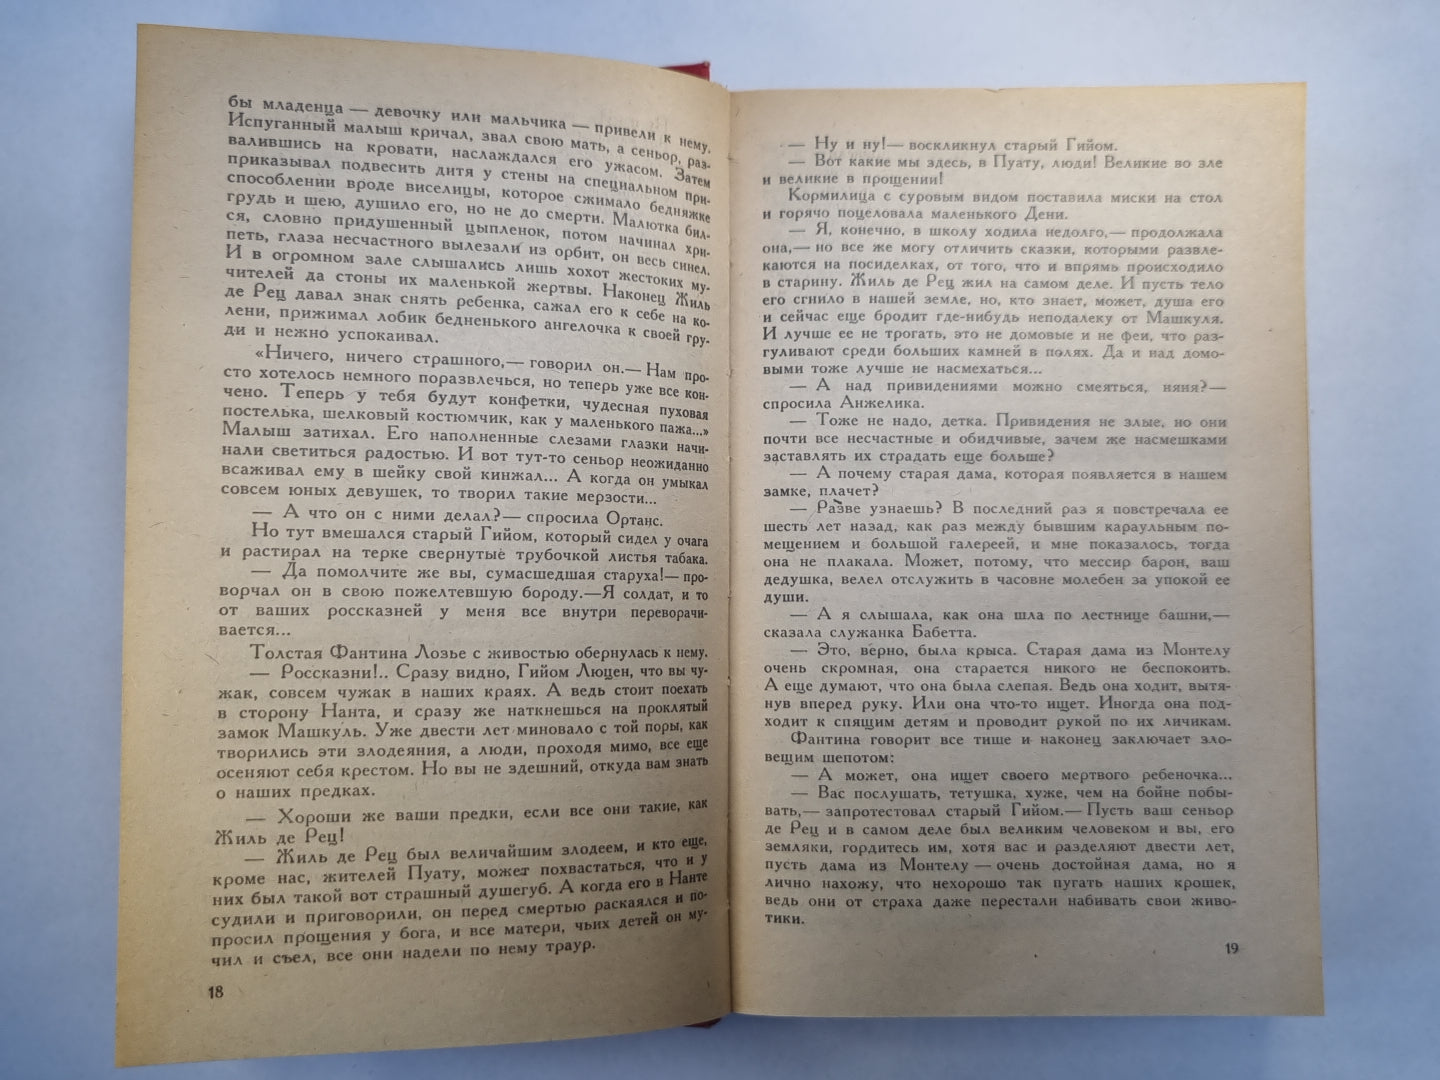 бы младенца — девочку или мальчика — привели к нему.
Испуганный малыш кричал, звал свою мать, а сеньор, раз-
валившись на кровати, наслаждался его ужасом. Затем
приказывал подвесить дитя у стены на специальном при-
способлении вроде виселицы, которое сжимало бедняжке
грудь и шею, душило его, но не до смерти. Малютка бил-
ся, словно придушенный цыпленок, потом начинал хри-
петь, глаза несчастного вылезали из орбит, он весь синел.
И в огромном зале слышались лишь хохот жестоких му-
чителей да стоны их маленькой жертвы. Наконец Жиль
де Рец давал знак снять ребенка, сажал его к себе на ко-
лени, прижимал лобик бедненького ангелочка к своей гру-
ди и нежно успокаивал.
«Ничего, ничего страшного,— говорил он.— Нам про-
сто хотелось немного поразвлечься, но теперь уже все кон-
чено. Теперь у тебя будут конфетки, чудесная пуховая
постелька, шелковый костюмчик, как у маленького пажа...»
Малыш затихал. Его наполненные слезами глазки начи-
нали светиться радостью. И вот тут-то сеньор неожиданно
всаживал ему в шейку свой кинжал... А когда он умыкал
совсем юных девушек, то творил такие мерзости...
— А что он с ними делал?— спросила Ортанс.
Но тут вмешался старый Гийом, который сидел у очага
и растирал на терке свернутые трубочкой листья табака.
— Да помолчите же вы, сумасшедшая старуха!— про-
ворчал он в свою пожелтевшую бороду.—Я солдат, и то
от ваших россказней у меня все внутри переворачи-
вается...
Толстая Фантина Лозье с живостью обернулась к нему.
— Россказни!.. Сразу видно, Гийом Люцен, что вы чу-
жак, совсем чужак в наших краях. А ведь стоит поехать
в сторону Нанта, и сразу же наткнешься на проклятый
замок Машкуль. Уже двести лет миновало с той поры, как
творились эти злодеяния, а люди, проходя мимо, все еще
осеняют себя крестом. Но вы не здешний, откуда вам знать
о наших предках.
— Хороши же ваши предки, если все они такие, как
Жиль де Рец!
— Жиль де Рец был величайшим злодеем, и кто еще,
кроме нас, жителей Пуату, может похвастаться, что и у
них был такой вот страшный душегуб. А когда его в Нанте
судили и приговорили, он перед смертью раскаялся и по-
просил прощения у бога, и все матери, чьих детей он му-
чил и съел, все они надели по нему траур.
18
— Ну и ну!— воскликнул старый Гийом.
— Вот какие мы здесь, в Пуату, люди! Великие во зле
и великие в прощении!
Кормилица с суровым видом поставила миски на стол
и горячо поцеловала маленького Дени.
— Я, конечно, в школу ходила недолго,— продолжала
она,— но все же могу отличить сказки, которыми развле-
каются на посиделках, от того, что и впрямь происходило
в старину. Жиль де Рец жил на самом деле. И пусть тело
его сгнило в нашей земле, но, кто знает, может, душа его
и сейчас еще бродит где-нибудь неподалеку от Машкуля.
И лучше ее не трогать, это не домовые и не феи, что раз-
гуливают среди больших камней в полях. Да и над домо-
выми тоже лучше не насмехаться...
— А над привидениями можно смеяться, няня?—
спросила Анжелика.
— Тоже не надо, детка. Привидения не злые, но они
почти все несчастные и обидчивые, зачем же насмешками
заставлять их страдать еще больше?
— А почему старая дама, которая появляется в нашем
замке, плачет?
— Разве узнаешь? В последний раз я повстречала ее
шесть лет назад, как раз между бывшим караульным по-
мещением и большой галереей, и мне показалось, тогда
она не плакала. Может, потому, что мессир барон, ваш
дедушка, велел отслужить в часовне молебен за упокой ее
души.
— А я слышала, как она шла по лестнице башни,—
сказала служанка Бабетта.
— Это, верно, была крыса. Старая дама из Монтелу
очень скромная, она старается никого не беспокоить.
А еще думают, что она была слепая. Ведь она ходит, вытя-
нув вперед руку. Или она что-то ищет. Иногда она под-
ходит к спящим детям и проводит рукой по их личикам.
Фантина говорит все тише и наконец заключает зло-
вещим шепотом:
— А может, она ищет своего мертвого ребеночка...
— Вас послушать, тетушка, хуже, чем на бойне побы-
вать,— запротестовал старый Гийом.— Пусть ваш сеньор
де Рец и в самом деле был великим человеком и вы, его
земляки, гордитесь им, хотя вас и разделяют двести лет,
пусть дама из Монтелу — очень достойная дама, но я
лично нахожу, что нехорошо так пугать наших крошек,
ведь они от страха даже перестали набивать свои живо-
тики.
19